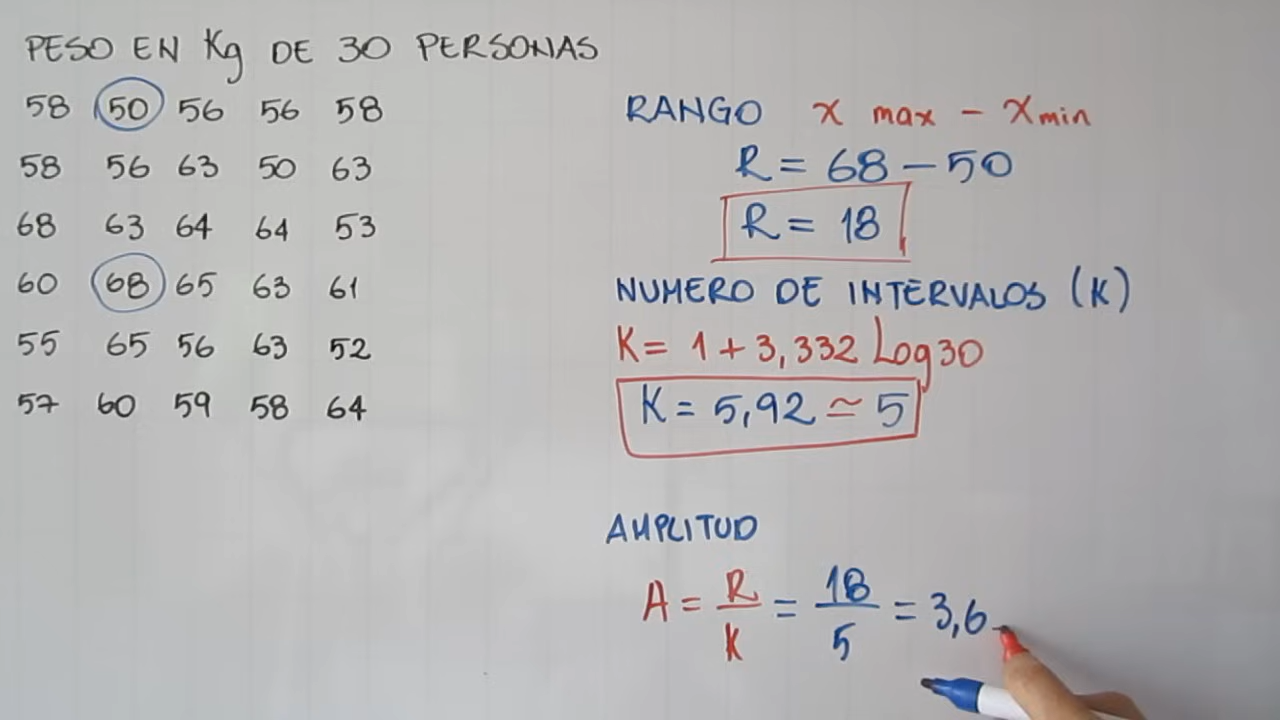 PESO EN Kg DE 30 PERSONAS
58 50 56 56 58
58 56 63 50 63
68 63 64 64 53
60 68 65 63 61
55 65 56 63 52
57 60 59 58 64
RANGO x max - xmin
R = 68 - 50
R = 18
NUMERO DE INTERVALOS (K)
K = 1 + 3,332 Log30
K = 5,92 ≃ 5
AMPLITUD
A = R/K = 18/5 = 3,6